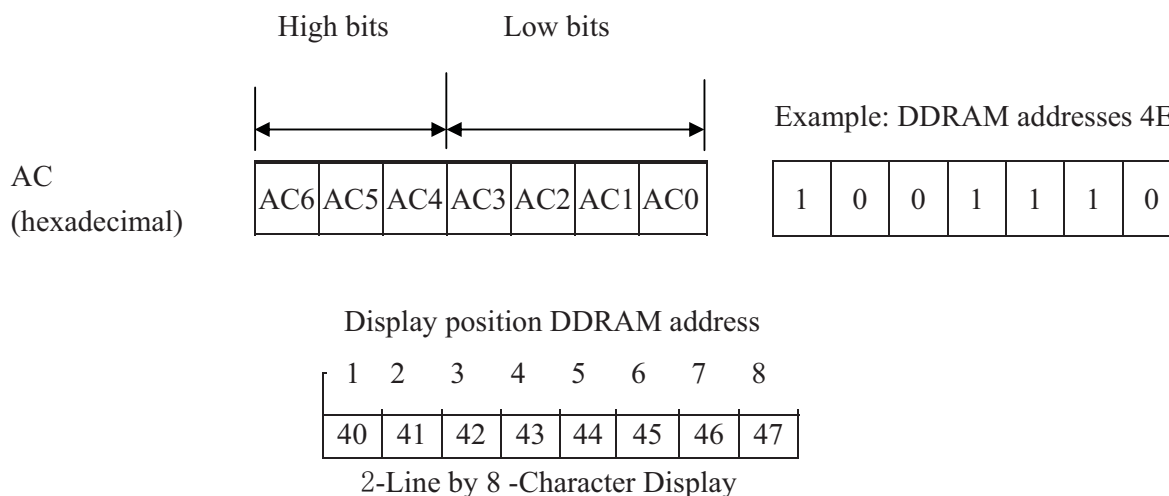 High bits Low bits
Example: DDRAM addresses 4E
AC
(hexadecimal)
AC6 AC5 AC4 AC3 AC2 AC1 AC0 1 0 0 1 1 1 0
Display position DDRAM address
1 2 3 4 5 6 7 8
40 41 42 43 44 45 46 47
2-Line by 8 -Character Display